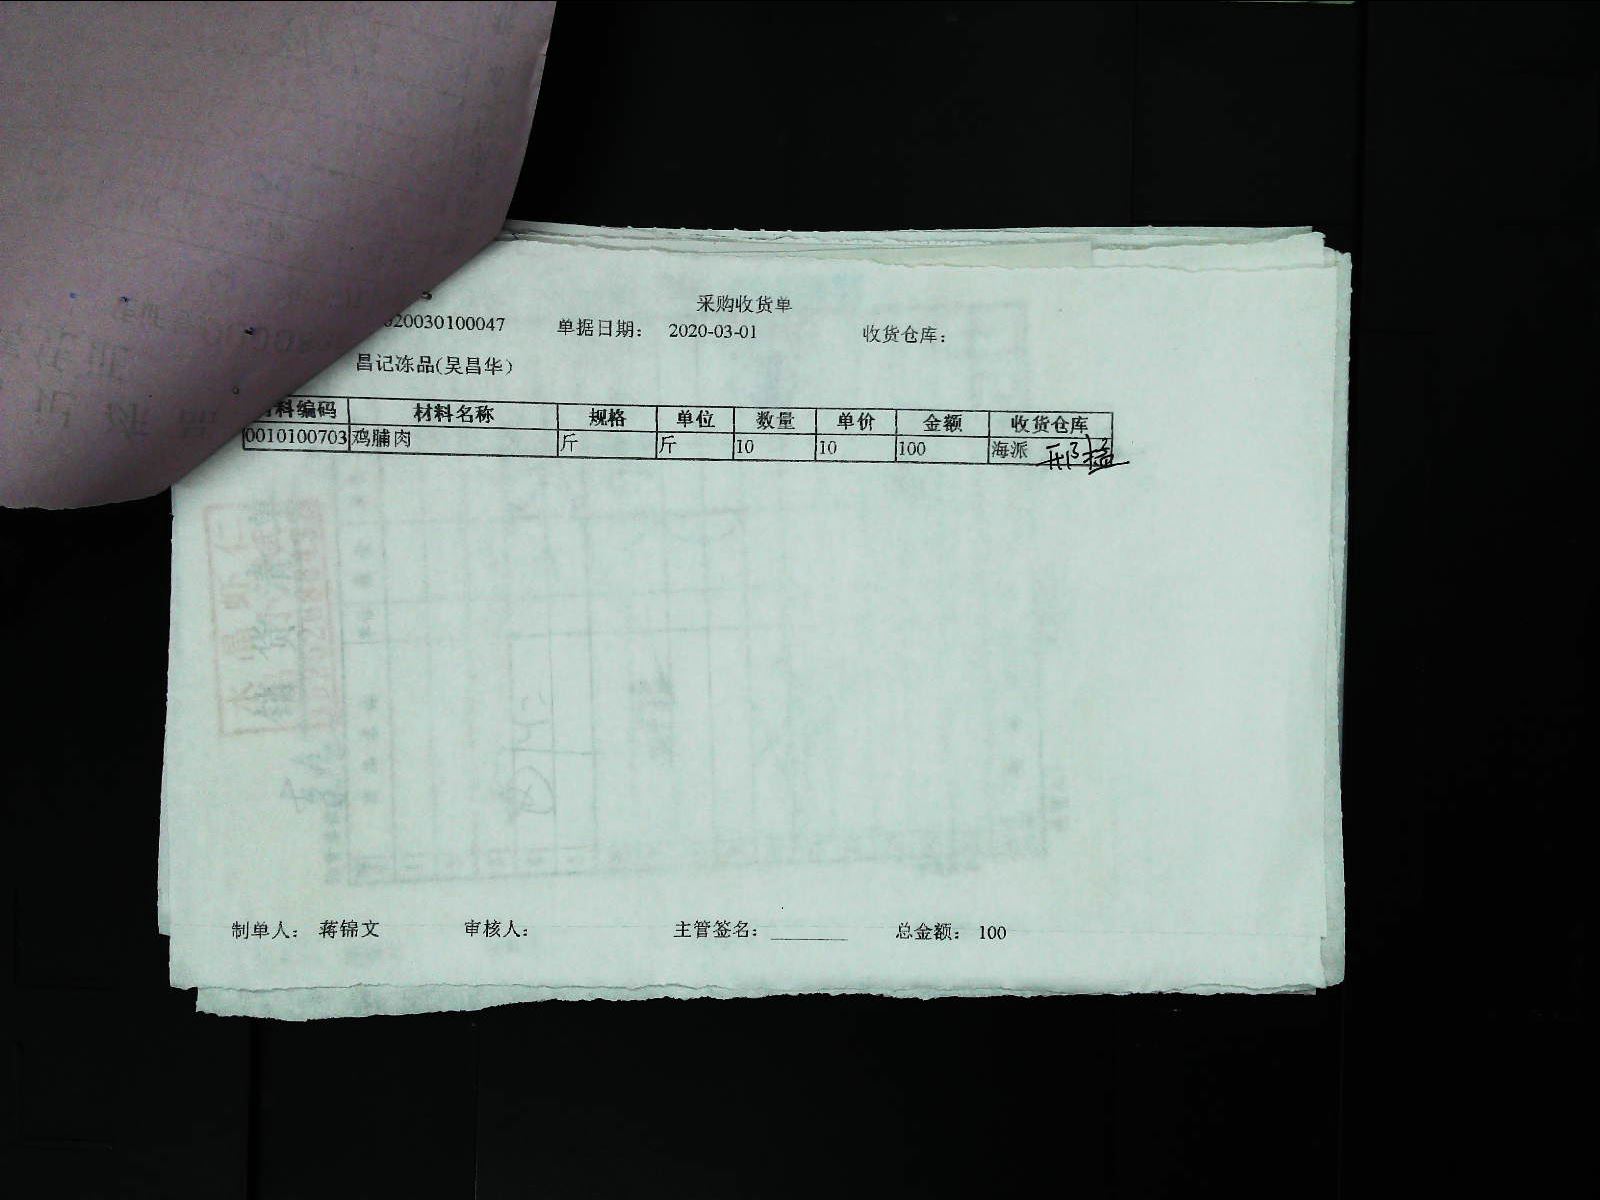 采购收货单
20030100047 单据日期： 2020-03-01 收货仓库：
昌记冻品(吴昌华)
料编码 材料名称 规格 单位 数量 单价 金额 收货仓库
0010100703 鸡脯肉 斤 斤 10 10 100 海派
制单人： 蒋锦文 审核人： 主管签名： 总金额： 100